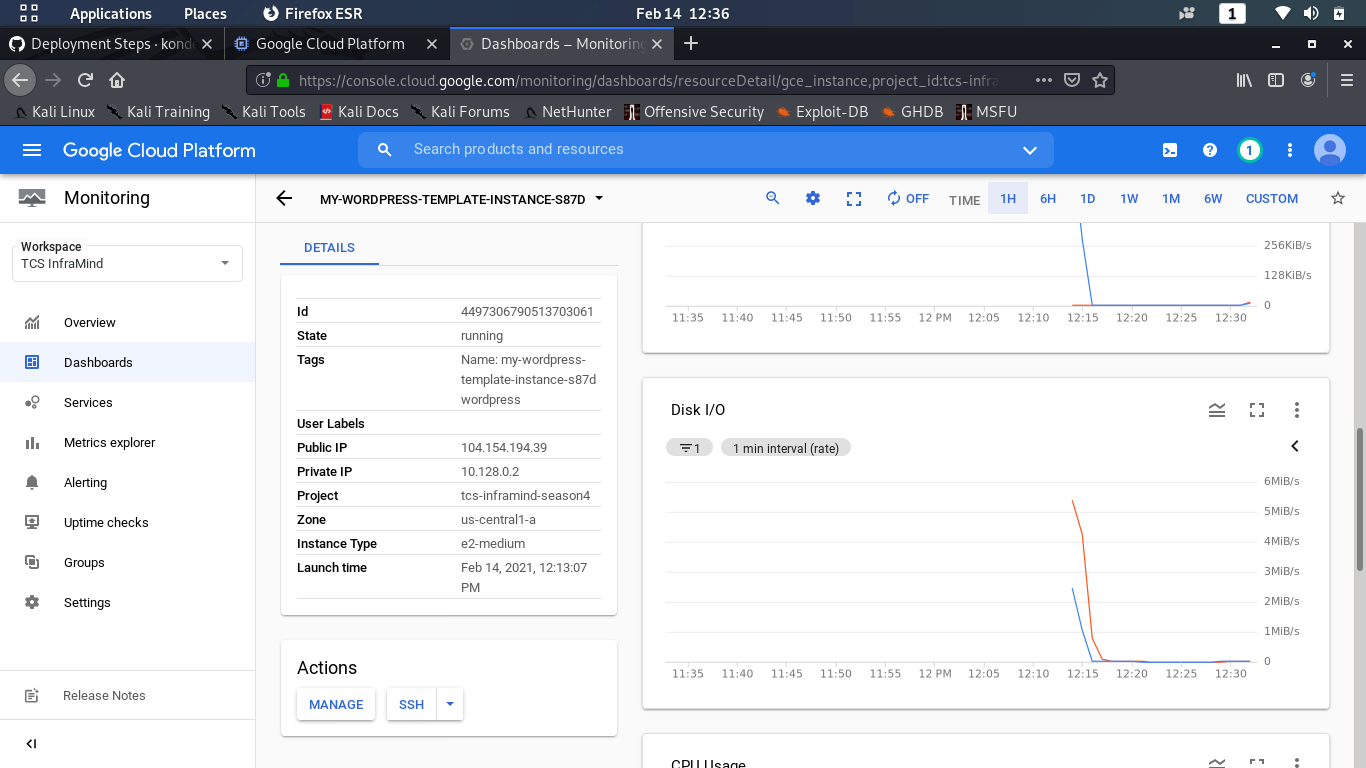 Applications Places Firefox ESR Feb 14 12:36 1
Deployment Steps · kond Google Cloud Platform Dashboards – Monitoring
https://console.cloud.google.com/monitoring/dashboards/resourceDetail/gce_instance,project_id:tcs-infra
Kali Linux Kali Training Kali Tools Kali Docs Kali Forums NetHunter Offensive Security Exploit-DB GHDB MSFU
Google Cloud Platform Search products and resources 1
Monitoring
MY-WORDPRESS-TEMPLATE-INSTANCE-S87D OFF TIME 1H 6H 1D 1W 1M 6W CUSTOM
Workspace
TCS InfraMind
Overview
Dashboards
Services
Metrics explorer
Alerting
Uptime checks
Groups
Settings
Release Notes
DETAILS
Id 4497306790513703061
State running
Tags Name: my-wordpress-
template-instance-s87d
wordpress
User Labels
Public IP 104.154.194.39
Private IP 10.128.0.2
Project tcs-inframind-season4
Zone us-central1-a
Instance Type e2-medium
Launch time Feb 14, 2021, 12:13:07
PM
Actions
MANAGE SSH
256KiB/s
128KiB/s
0
11:35 11:40 11:45 11:50 11:55 12 PM 12:05 12:10 12:15 12:20 12:25 12:30
Disk I/O
1 1 min interval (rate)
6MiB/s
5MiB/s
4MiB/s
3MiB/s
2MiB/s
1MiB/s
0
11:35 11:40 11:45 11:50 11:55 12 PM 12:05 12:10 12:15 12:20 12:25 12:30
CPU Usage